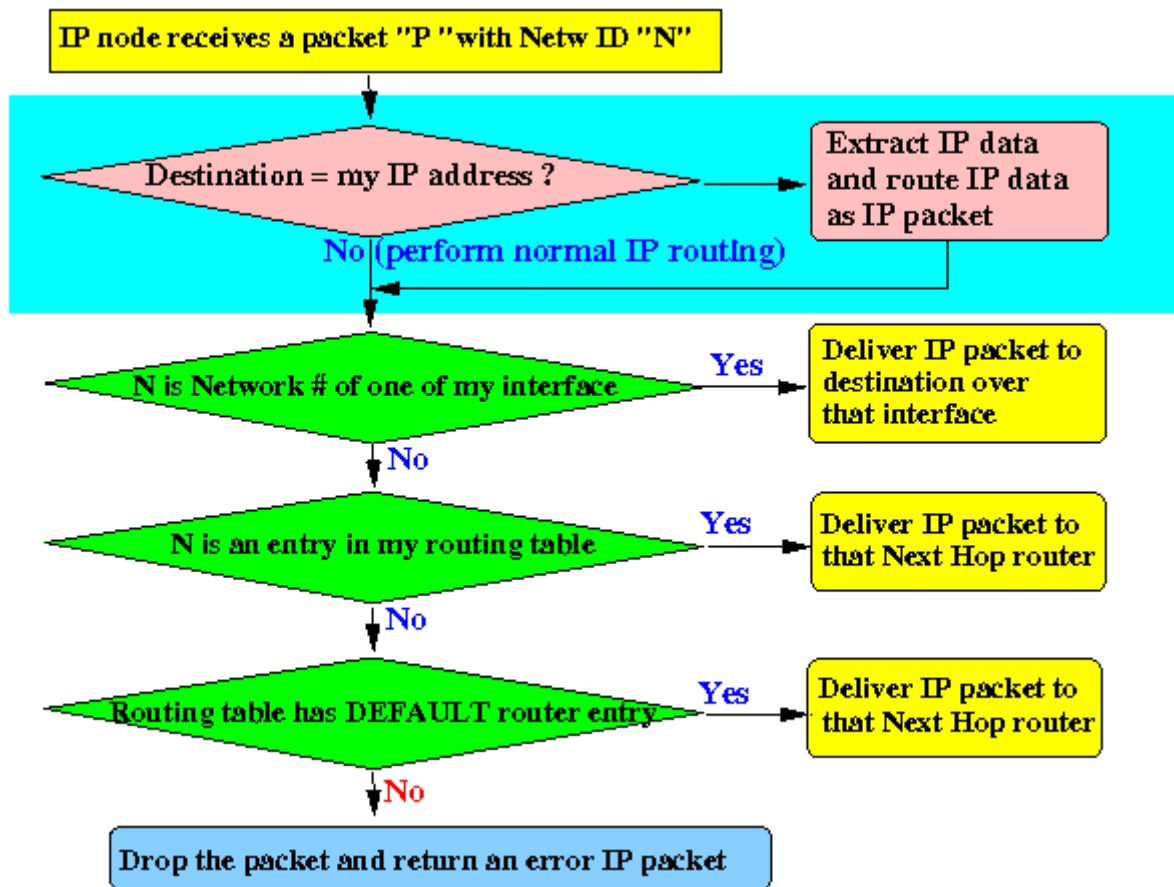 IP node receives a packet "P "with Netw ID "N"
Destination = my IP address ?
Extract IP data
and route IP data
as IP packet
No (perform normal IP routing)
N is Network # of one of my interface
Yes
Deliver IP packet to
destination over
that interface
No
N is an entry in my routing table
Yes
Deliver IP packet to
that Next Hop router
No
Routing table has DEFAULT router entry
Yes
Deliver IP packet to
that Next Hop router
No
Drop the packet and return an error IP packet